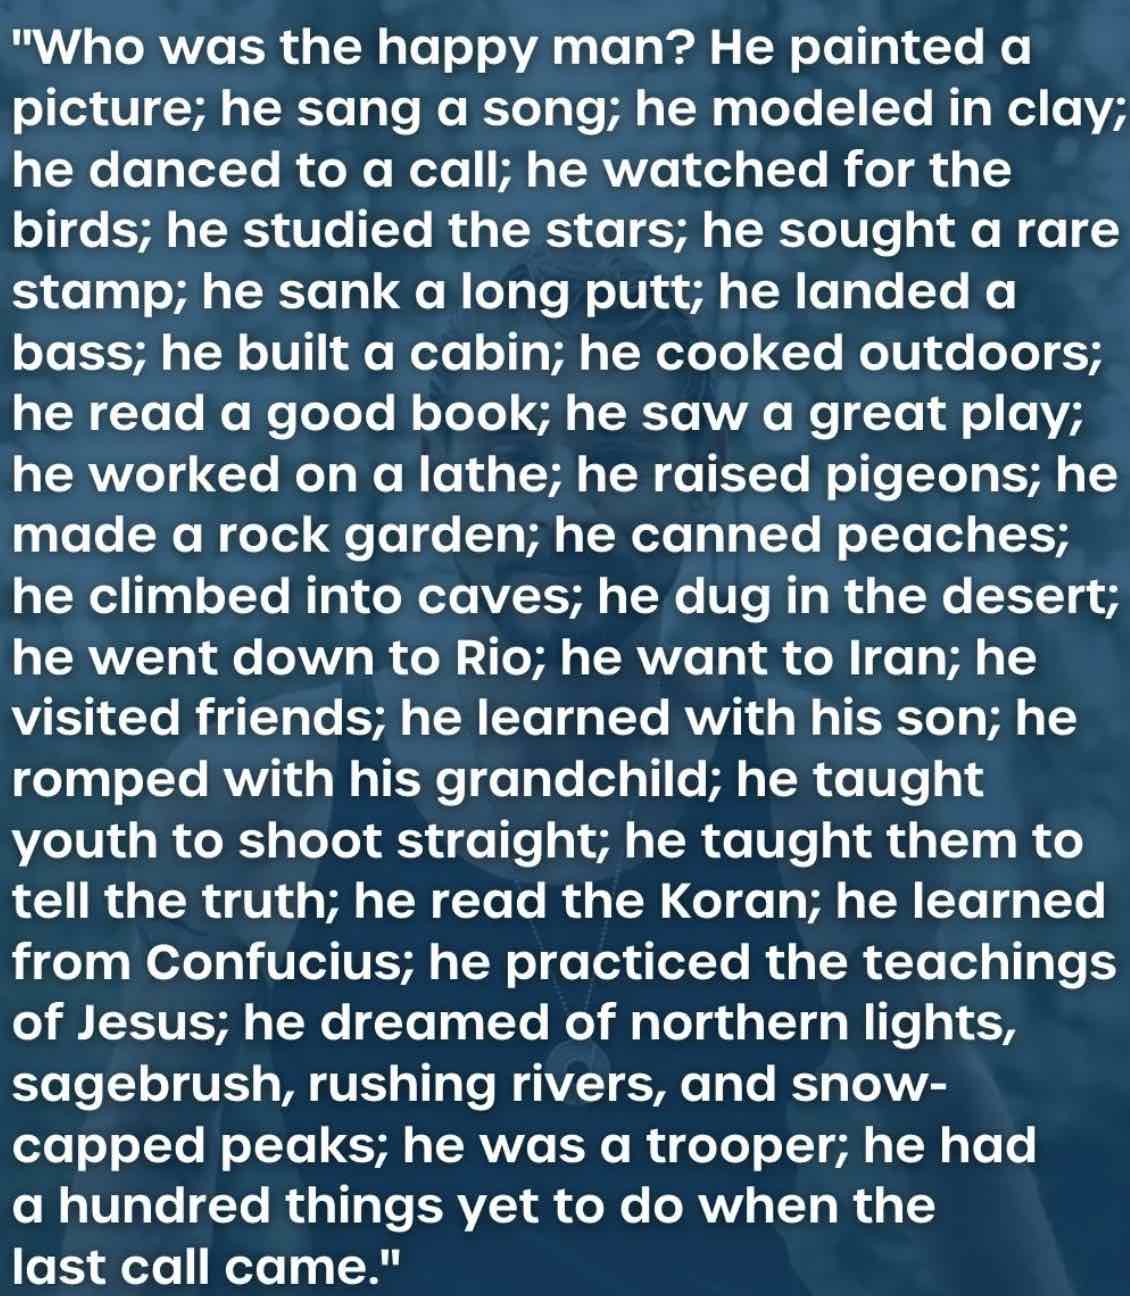 "Who was the happy man? He painted a
picture; he sang a song; he modeled in clay;
he danced to a call; he watched for the
birds; he studied the stars; he sought a rare
stamp; he sank a long putt; he landed a
bass; he built a cabin; he cooked outdoors;
he read a good book; he saw a great play;
he worked on a lathe; he raised pigeons; he
made a rock garden; he canned peaches;
he climbed into caves; he dug in the desert;
he went down to Rio; he want to Iran; he
visited friends; he learned with his son; he
romped with his grandchild; he taught
youth to shoot straight; he taught them to
tell the truth; he read the Koran; he learned
from Confucius; he practiced the teachings
of Jesus; he dreamed of northern lights,
sagebrush, rushing rivers, and snow-
capped peaks; he was a trooper; he had
a hundred things yet to do when the
last call came."